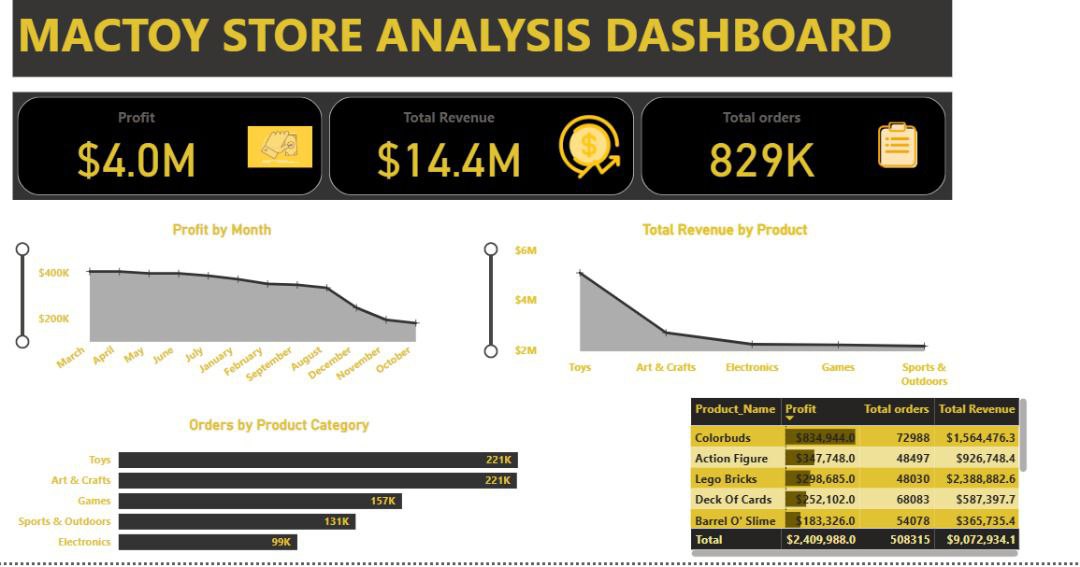 MACTOY STORE ANALYSIS DASHBOARD
Profit
$4.0M
Total Revenue
$14.4M
Total orders
829K
Profit by Month
$400K
$200K
March April May June July January February September August December November October
Total Revenue by Product
$6M
$4M
$2M
Toys Art & Crafts Electronics Games Sports & Outdoors
Orders by Product Category
Toys 221K
Art & Crafts 221K
Games 157K
Sports & Outdoors 131K
Electronics 99K
Product_Name Profit Total orders Total Revenue
Colorbuds $834,944.0 72988 $1,564,476.3
Action Figure $347,748.0 48497 $926,748.4
Lego Bricks $298,685.0 48030 $2,388,882.6
Deck Of Cards $252,102.0 68083 $587,397.7
Barrel O' Slime $183,326.0 54078 $365,735.4
Total $2,409,988.0 508315 $9,072,934.1